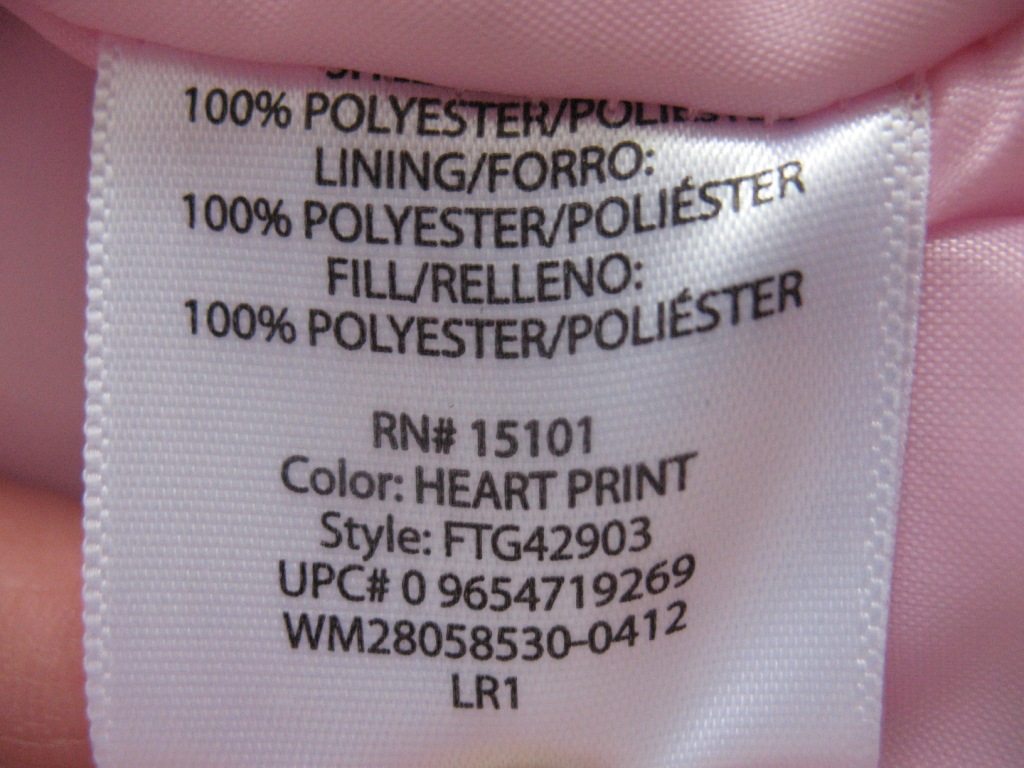 100% POLYESTER/POLIÉSTER
LINING/FORRO:
100% POLYESTER/POLIÉSTER
FILL/RELLENO:
100% POLYESTER/POLIÉSTER
RN# 15101
Color: HEART PRINT
Style: FTG42903
UPC# 0 9654719269
WM28058530-0412
LR1